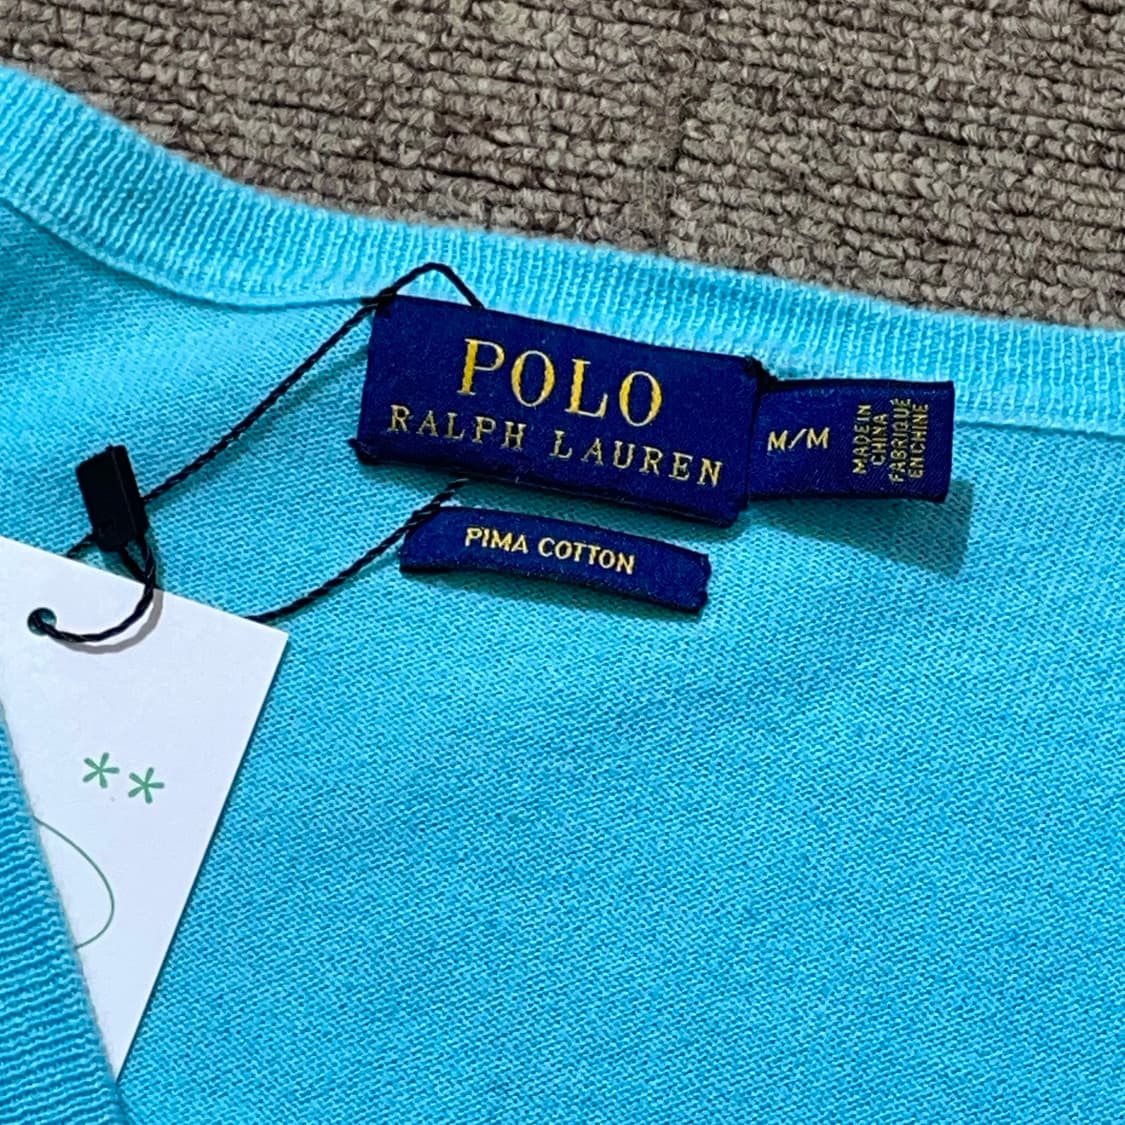 POLO
RALPH LAUREN
M/M
MADE IN
CHINA
FABRIQUÉ
EN CHINE
PIMA COTTON
**